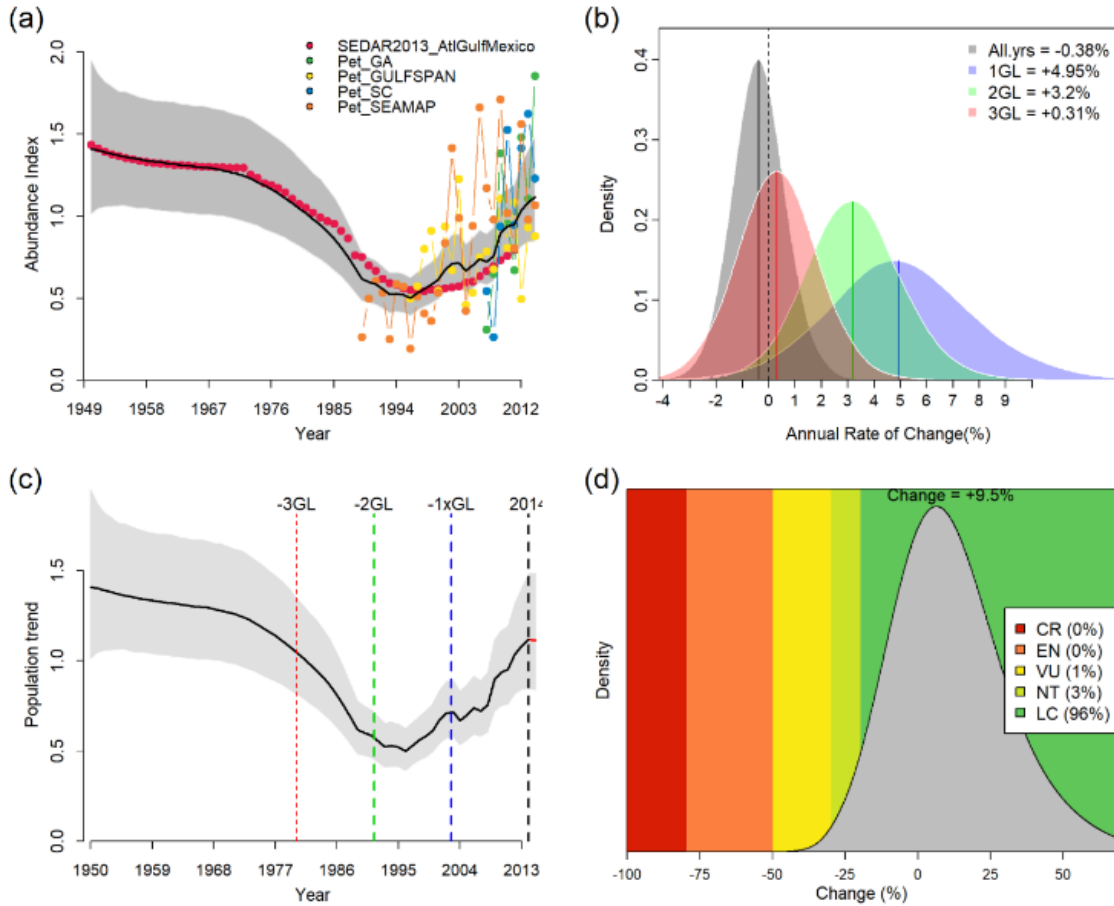 (a)
SEDAR2013_AtlGulfMexico
Pet_GA
Pet_GULFSPAN
Pet_SC
Pet_SEAMAP
Abundance Index
0.0 0.5 1.0 1.5 2.0
1949 1958 1967 1976 1985 1994 2003 2012
Year
(b)
All.yrs = -0.38%
1GL = +4.95%
2GL = +3.2%
3GL = +0.31%
Density
0.0 0.1 0.2 0.3 0.4
-4 -2 0 1 2 3 4 5 6 7 8 9
Annual Rate of Change(%)
(c)
-3GL -2GL -1xGL 2014
Population trend
0.0 0.5 1.0 1.5
1950 1959 1968 1977 1986 1995 2004 2013
Year
(d)
Change = +9.5%
CR (0%)
EN (0%)
VU (1%)
NT (3%)
LC (96%)
Density
-100 -75 -50 -25 0 25 50
Change (%)